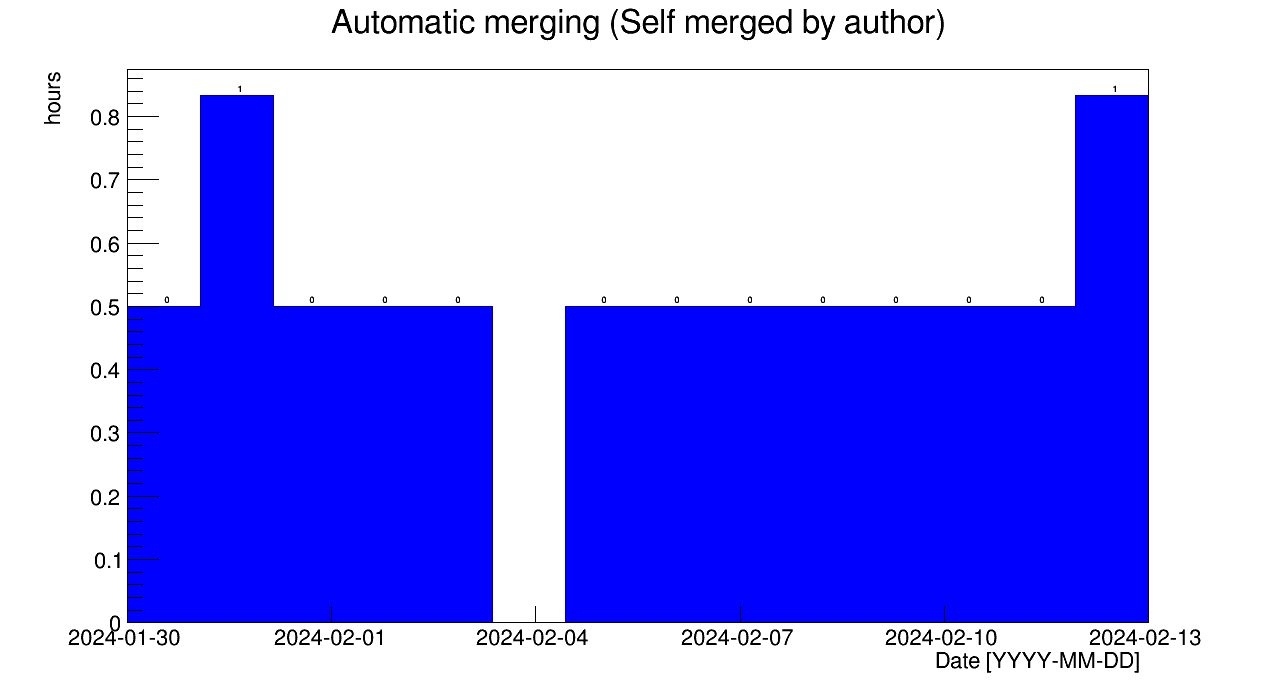 Automatic merging (Self merged by author)
hours
0.8
0.7
0.6
0.5
0.4
0.3
0.2
0.1
0
0 1 0 0 0 0 0 0 0 0 0 0 1
2024-01-30 2024-02-01 2024-02-04 2024-02-07 2024-02-10 2024-02-13
Date [YYYY-MM-DD]